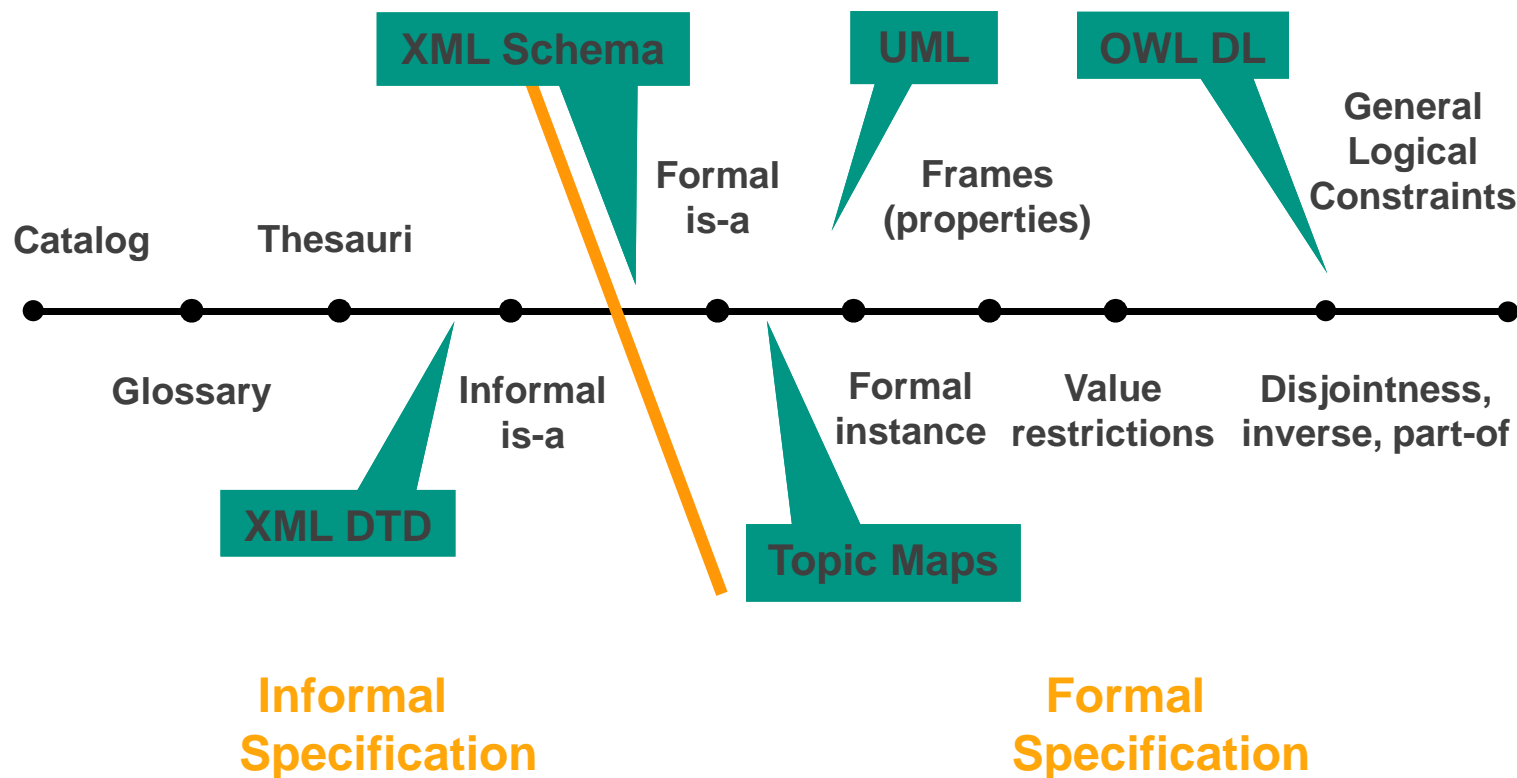 XML Schema
UML
OWL DL
General
Logical
Constraints
Formal
is-a
Frames
(properties)
Catalog
Thesauri
Glossary
Informal
is-a
Formal
instance
Value
restrictions
Disjointness,
inverse, part-of
XML DTD
Topic Maps
Informal
Specification
Formal
Specification